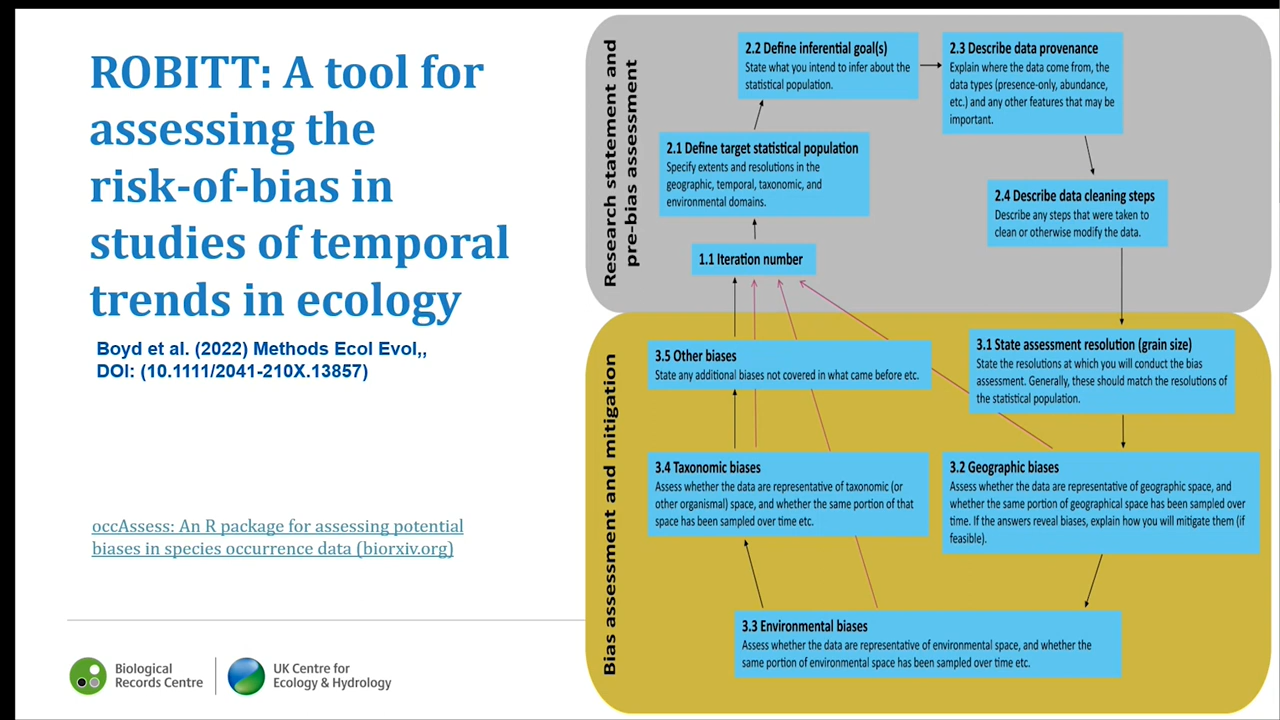 ROBITT: A tool for
assessing the
risk-of-bias in
studies of temporal
trends in ecology
Boyd et al. (2022) Methods Ecol Evol,,
DOI: (10.1111/2041-210X.13857)
occAssess: An R package for assessing potential
biases in species occurrence data (biorxiv.org)
Biological
Records Centre
UK Centre for
Ecology & Hydrology
Research statement and
pre-bias assessment
2.2 Define inferential goal(s)
State what you intend to infer about the
statistical population.
2.3 Describe data provenance
Explain where the data come from, the
data types (presence-only, abundance,
etc.) and any other features that may be
important.
2.1 Define target statistical population
Specify extents and resolutions in the
geographic, temporal, taxonomic, and
environmental domains.
2.4 Describe data cleaning steps
Describe any steps that were taken to
clean or otherwise modify the data.
1.1 Iteration number
Bias assessment and mitigation
3.5 Other biases
State any additional biases not covered in what came before etc.
3.1 State assessment resolution (grain size)
State the resolutions at which you will conduct the bias
assessment. Generally, these should match the resolutions of
the statistical population.
3.4 Taxonomic biases
Assess whether the data are representative of taxonomic (or
other organismal) space, and whether the same portion of that
space has been sampled over time etc.
3.2 Geographic biases
Assess whether the data are representative of geographic space, and
whether the same portion of geographical space has been sampled over
time. If the answers reveal biases, explain how you will mitigate them (if
feasible).
3.3 Environmental biases
Assess whether the data are representative of environmental space, and whether the
same portion of environmental space has been sampled over time etc.